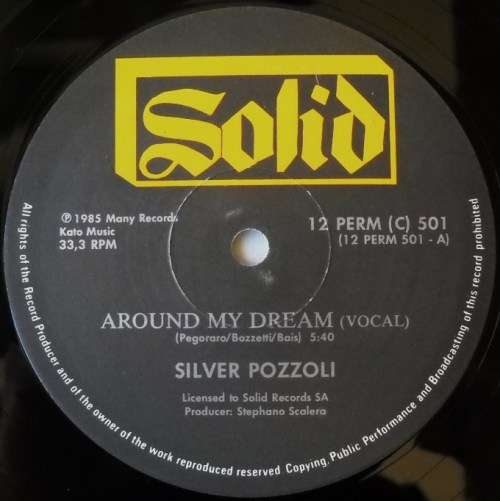 Solid
℗ 1985 Many Records
Kato Music
33,3 RPM
12 PERM (C) 501
(12 PERM 501 - A)
AROUND MY DREAM (VOCAL)
(Pegoraro/Bazzetti/Bais) 5:40
SILVER POZZOLI
Licensed to Solid Records SA
Producer: Stephano Scalera
All rights of the Record Producer and of the owner of the work reproduced reserved Copying, Public Performance and Broadcasting of this record prohibited